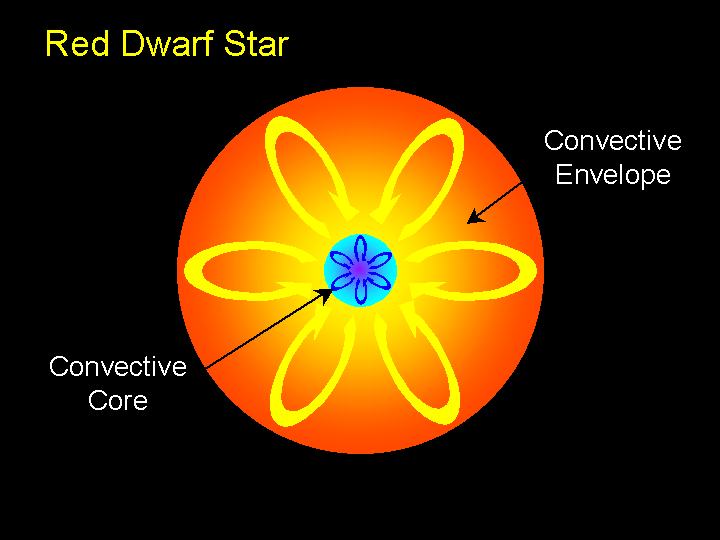 Red Dwarf Star
Convective
Envelope
Convective
Core